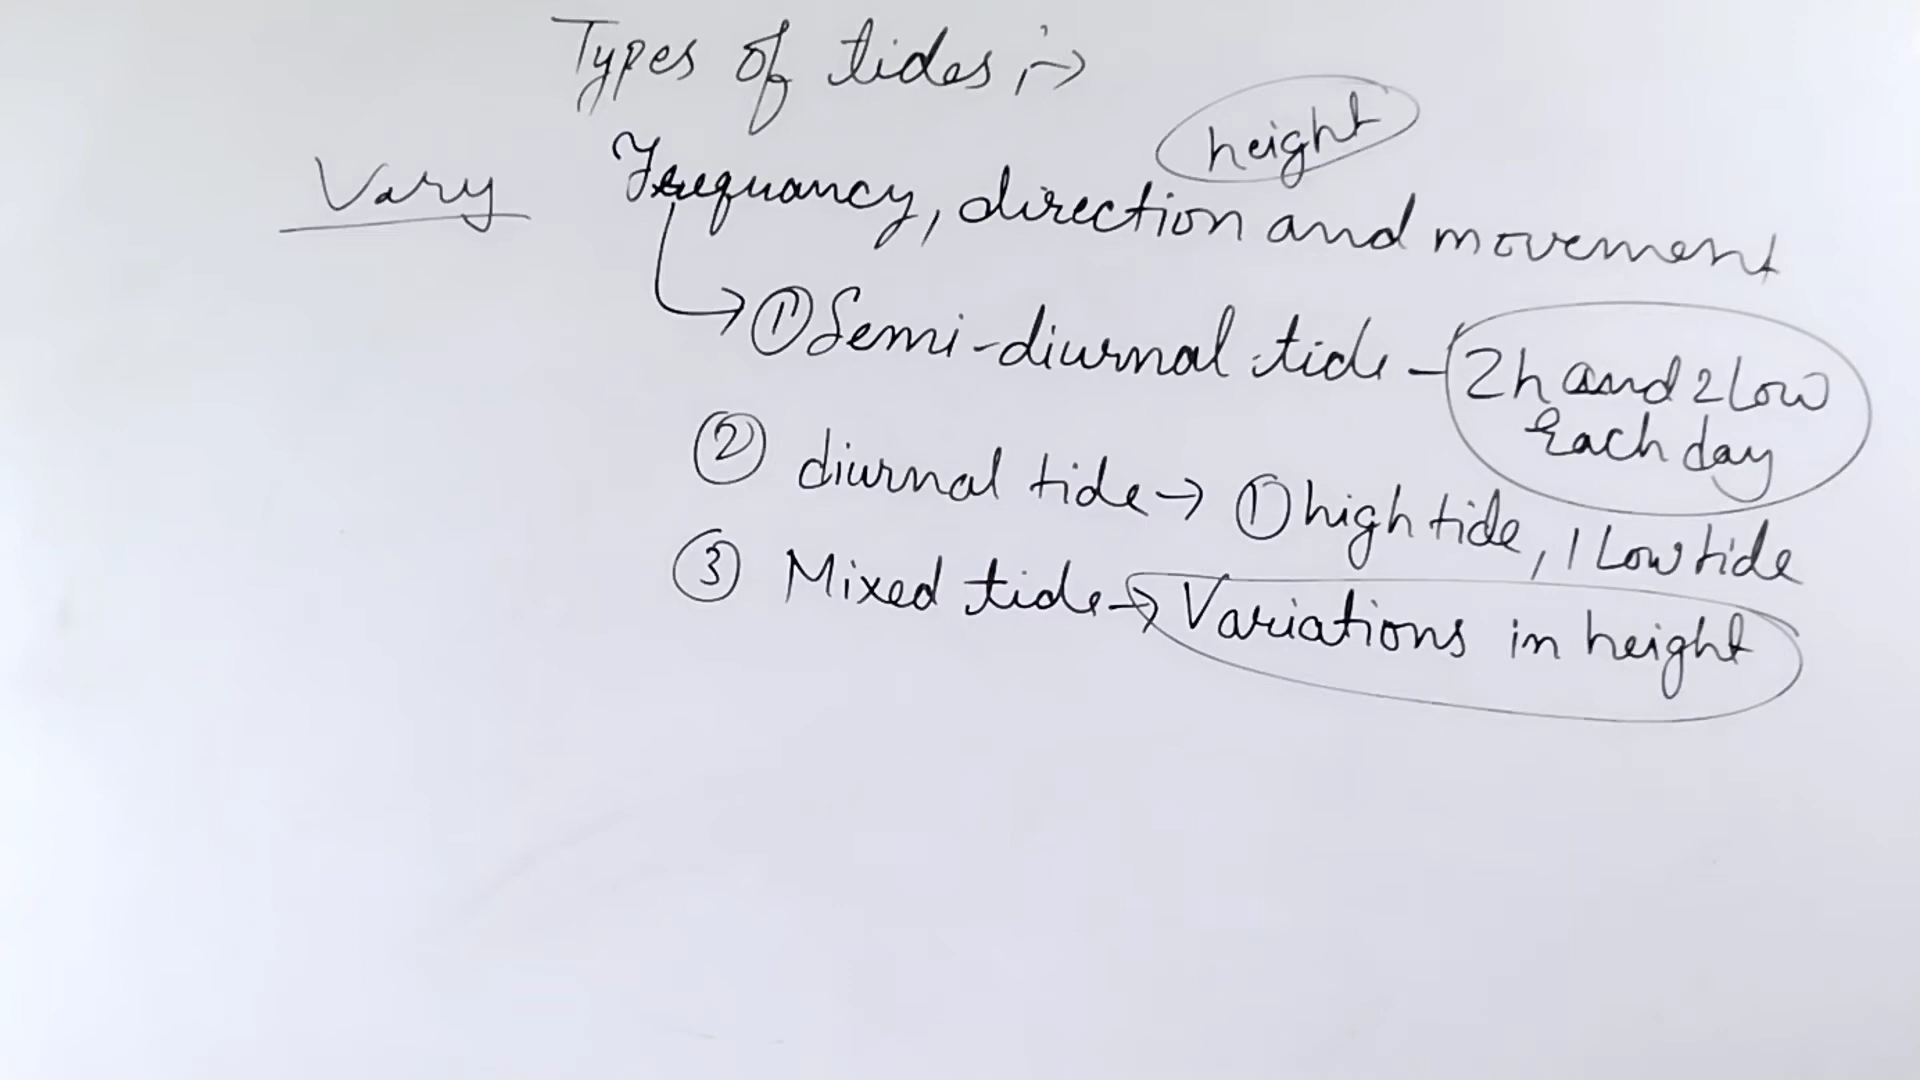 Types of tides :->
height
Vary Frequancy, direction and movement
① Semi-diurnal tide - 2h and 2 Low
Each day
② diurnal tide → ① high tide, 1 Low tide
③ Mixed tide → Variations in height